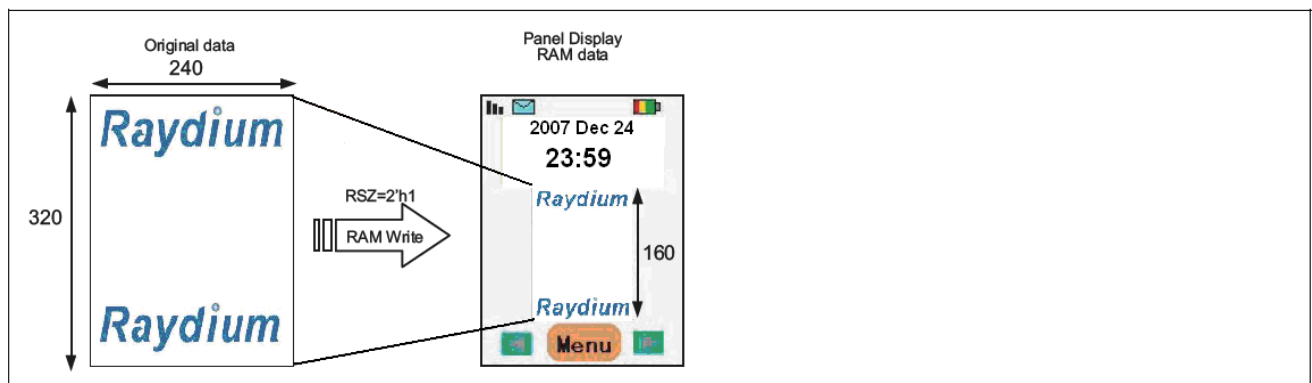 Original data
240
320
Raydium
Raydium
RSZ=2'h1
RAM Write
Panel Display
RAM data
2007 Dec 24
23:59
Raydium
160
Raydium
Menu